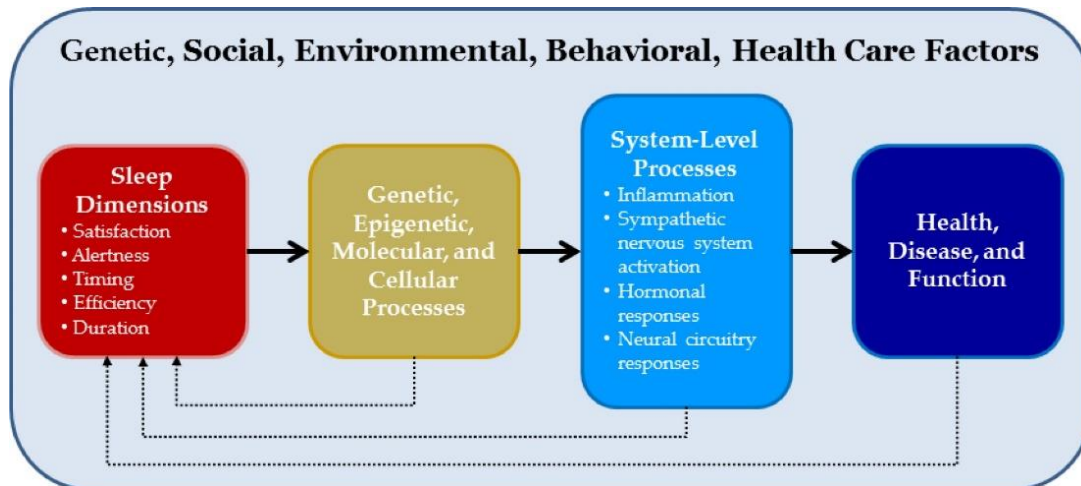 Genetic, Social, Environmental, Behavioral, Health Care Factors
Sleep
Dimensions
• Satisfaction
• Alertness
• Timing
• Efficiency
• Duration
Genetic,
Epigenetic,
Molecular, and
Cellular
Processes
System-Level
Processes
• Inflammation
• Sympathetic
nervous system
activation
• Hormonal
responses
• Neural circuitry
responses
Health,
Disease, and
Function